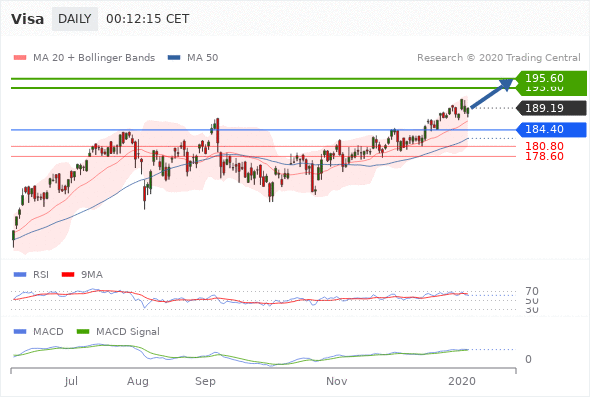 Visa DAILY 00:12:15 CET
MA 20 + Bollinger Bands MA 50 Research © 2020 Trading Central
195.60
193.60
189.19
184.40
180.80
178.60
RSI 9MA
70
50
30
MACD MACD Signal
0
Jul Aug Sep Nov 2020